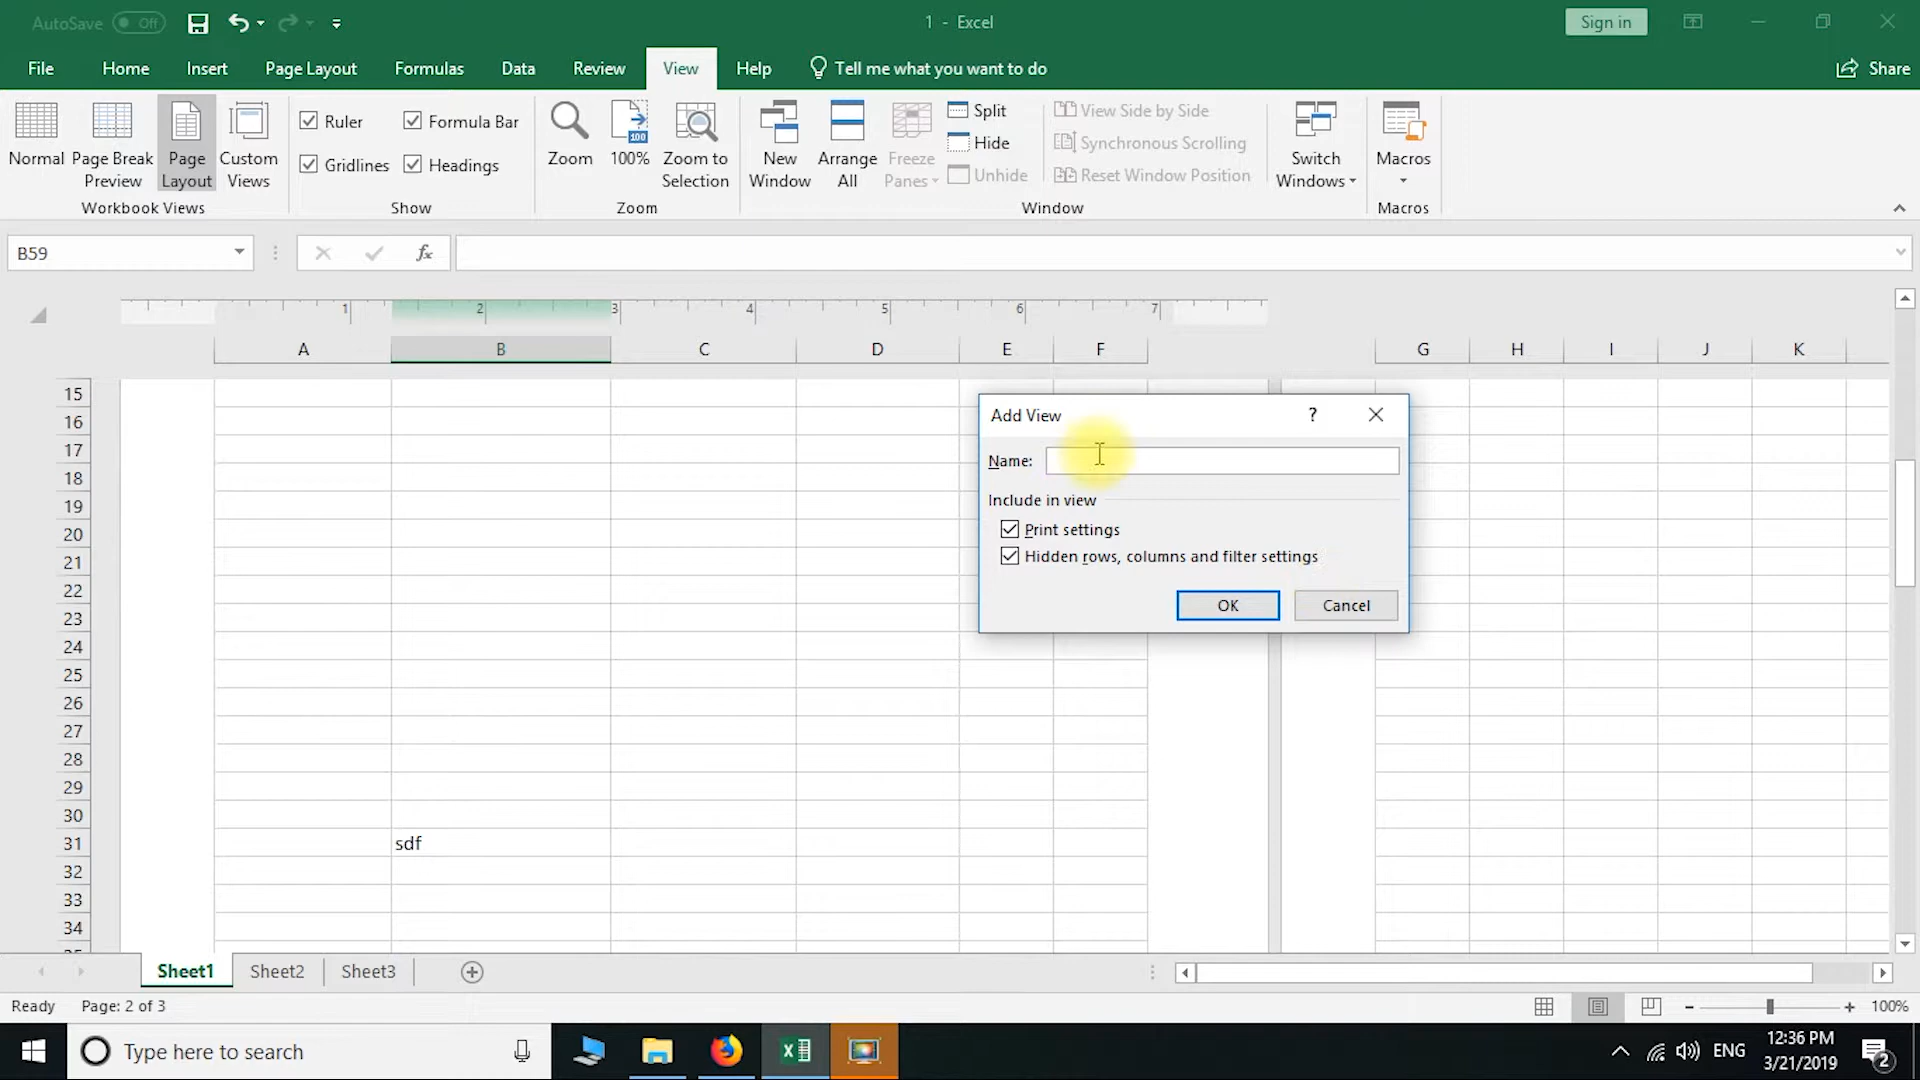 AutoSave Off 1 - Excel Sign in
File Home Insert Page Layout Formulas Data Review View Help Tell me what you want to do Share
Normal Page Break Preview Page Layout Custom Views
Workbook Views
Ruler Formula Bar
Gridlines Headings
Show
Zoom 100% Zoom to Selection
100
Zoom
New Window Arrange All Freeze Panes
Split
Hide
Unhide
View Side by Side
Synchronous Scrolling
Reset Window Position
Switch Windows
Window
Macros
Macros
B59 fx
1 2 3 4 5 6 7
A B C D E F G H I J K
15
16
17
18
19
20
21
22
23
24
25
26
27
28
29
30
31 sdf
32
33
34
Add View ?
Name:
Include in view
Print settings
Hidden rows, columns and filter settings
OK Cancel
Sheet1 Sheet2 Sheet3
Ready Page: 2 of 3 100%
Type here to search ENG 12:36 PM
3/21/2019 2